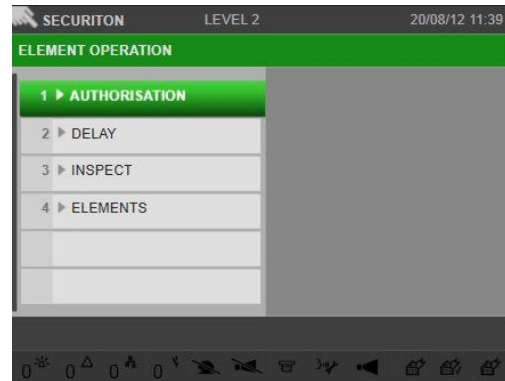 SECURITON LEVEL 2 20/08/12 11:39
ELEMENT OPERATION
1 AUTHORISATION
2 DELAY
3 INSPECT
4 ELEMENTS
0 0 0 0